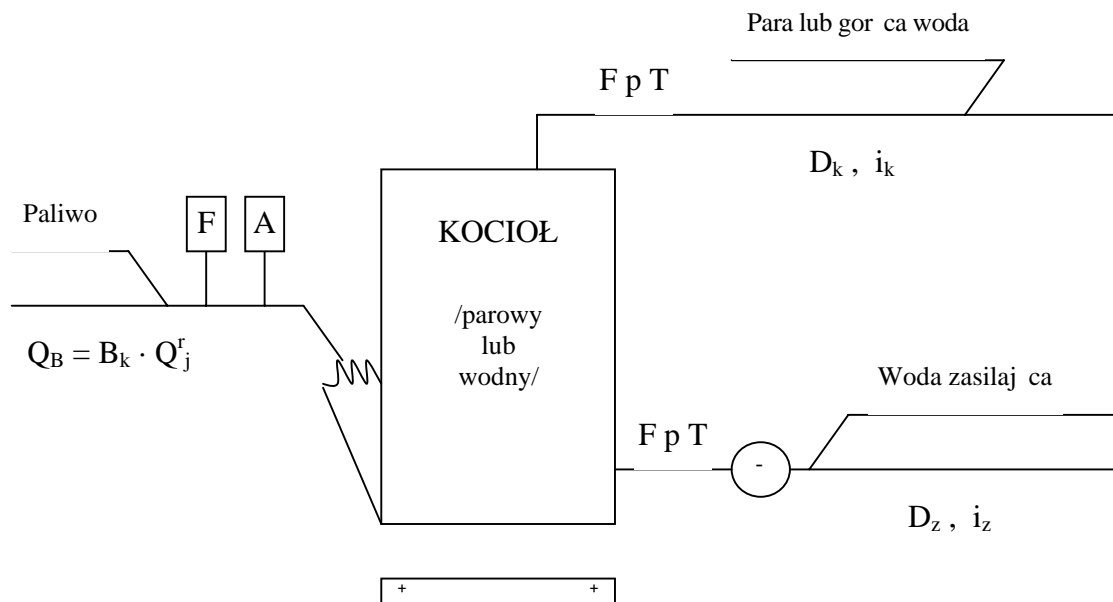 Para lub gor ca woda
F p T
D_k , i_k
Paliwo
F A
KOCIOŁ
/parowy
lub
wodny/
Q_B = B_k · Q^r_j
Woda zasilaj ca
F p T
-
D_z , i_z
+ +